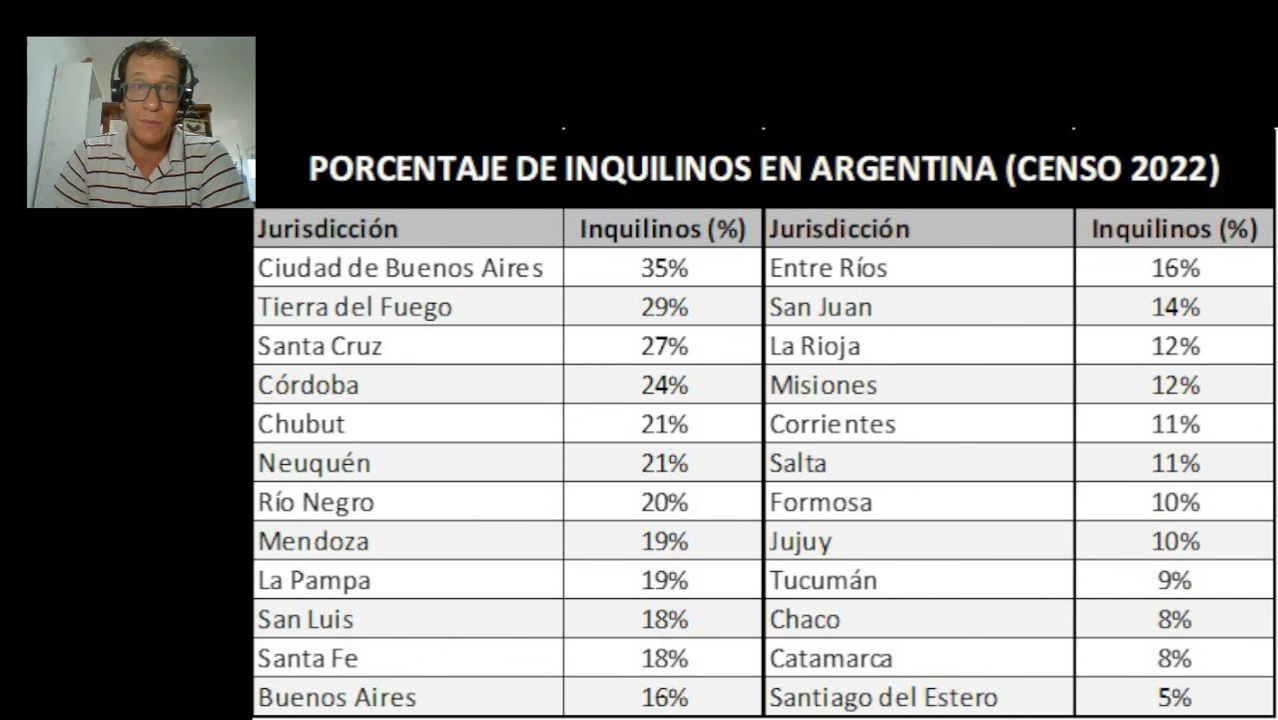 PORCENTAJE DE INQUILINOS EN ARGENTINA (CENSO 2022)
Jurisdicción Inquilinos (%) Jurisdicción Inquilinos (%)
Ciudad de Buenos Aires 35% Entre Ríos 16%
Tierra del Fuego 29% San Juan 14%
Santa Cruz 27% La Rioja 12%
Córdoba 24% Misiones 12%
Chubut 21% Corrientes 11%
Neuquén 21% Salta 11%
Río Negro 20% Formosa 10%
Mendoza 19% Jujuy 10%
La Pampa 19% Tucumán 9%
San Luis 18% Chaco 8%
Santa Fe 18% Catamarca 8%
Buenos Aires 16% Santiago del Estero 5%